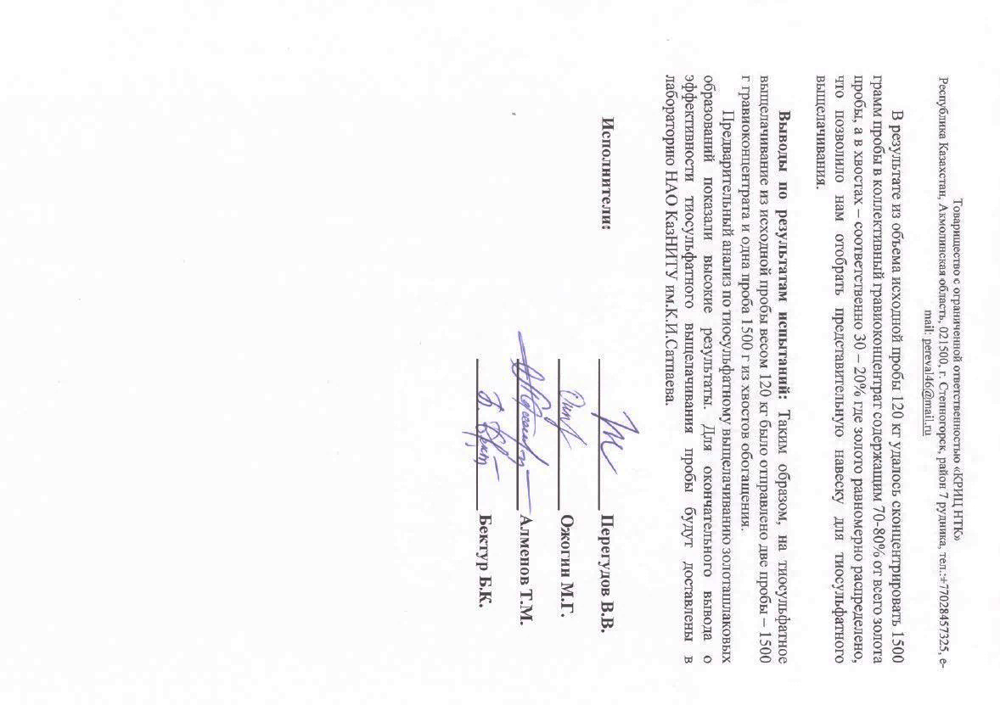 Товарищество с ограниченной ответственностью «КРИЦ НТК»
Республика Казахстан, Акмолинская область, 021500, г. Степногорск, район 7 рудника, тел.:+77028457325, e-
mail: pereval46@mail.ru
В результате из объема исходной пробы 120 кг удалось сконцентрировать 1500
грамм пробы в коллективный гравиоконцентрат содержащим 70-80% от всего золота
пробы, а в хвостах – соответственно 30 – 20% где золото равномерно распределено,
что позволило нам отобрать представительную навеску для тиосульфатного
выщелачивания.
Выводы по результатам испытаний: Таким образом, на тиосульфатное
выщелачивание из исходной пробы весом 120 кг было отправлено две пробы – 1500
г гравиоконцентрата и одна проба 1500 г из хвостов обогащения.
Предварительный анализ по тиосульфатному выщелачиванию золоташлаковых
образований показали высокие результаты. Для окончательного вывода о
эффективности тиосульфатного выщелачивания пробы будут доставлены в
лабораторию НАО КазНИТУ им.К.И.Сатпаева.
Исполнители:
Перегудов В.В.
Ожогин М.Г.
Алменов Т.М.
Бектур Б.К.